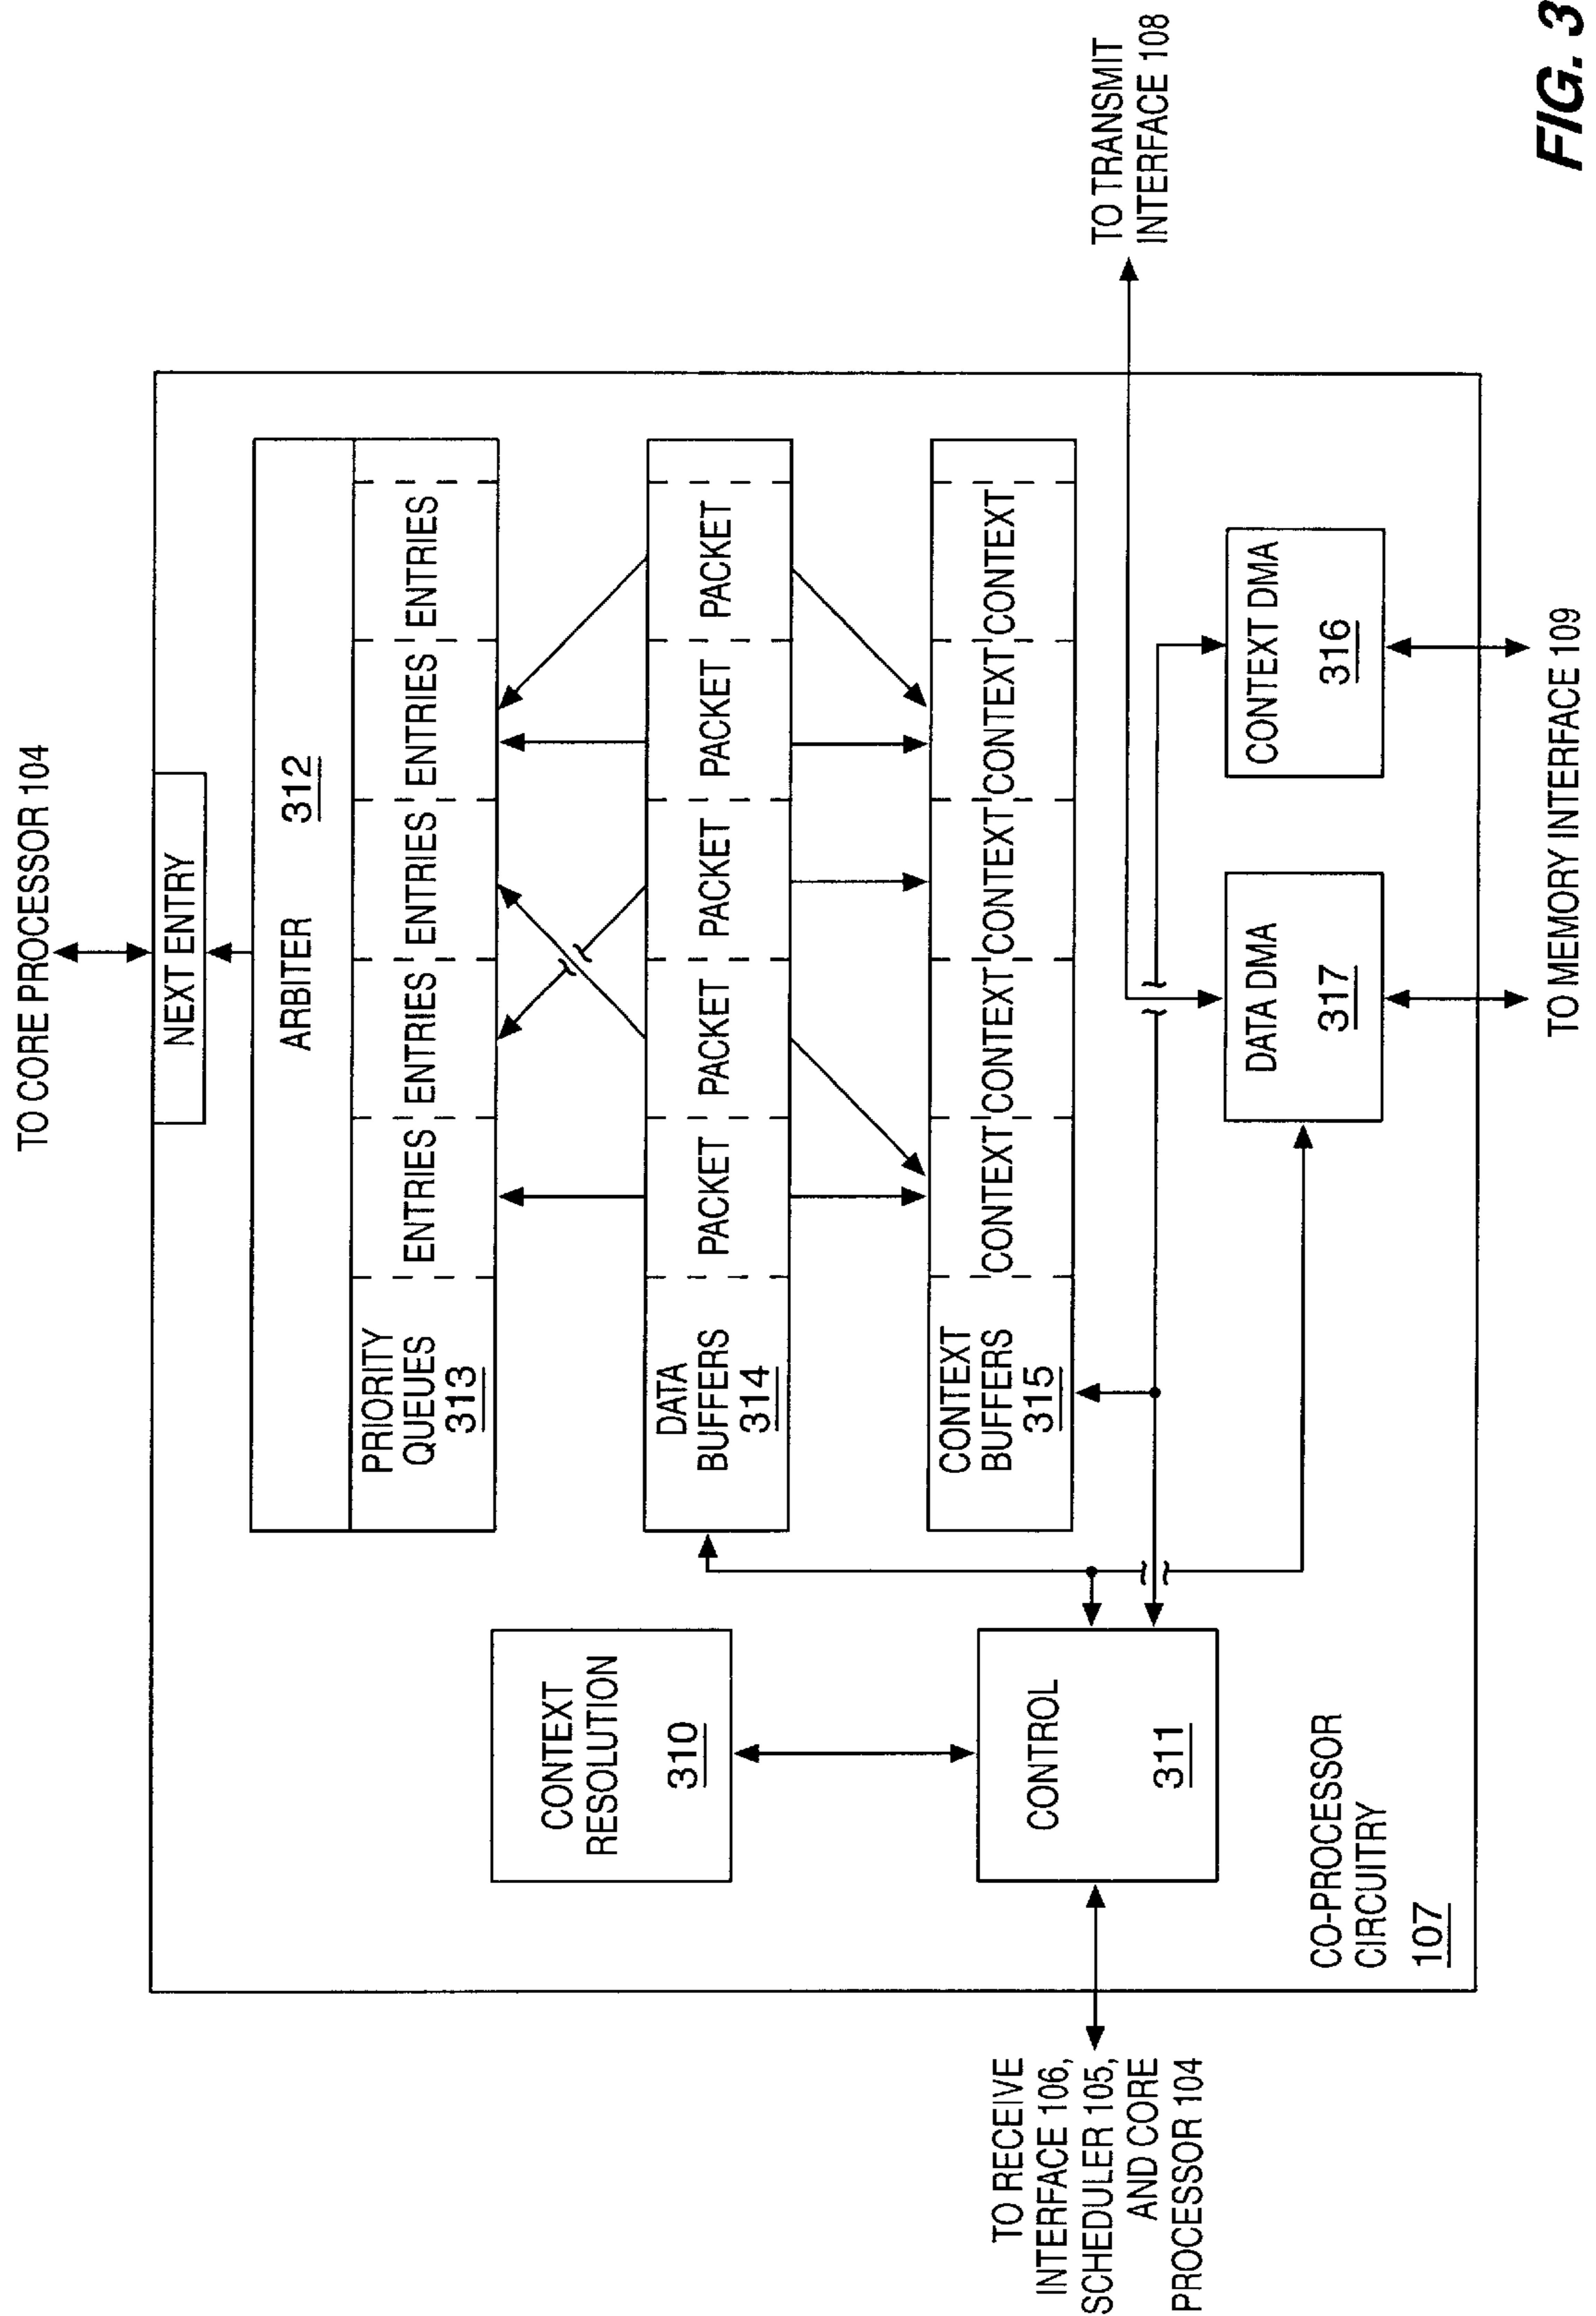 TO CORE PROCESSOR 104
NEXT ENTRY
ARBITER 312
PRIORITY
QUEUES
313
ENTRIES ENTRIES ENTRIES ENTRIES ENTRIES
DATA
BUFFERS
314
PACKET PACKET PACKET PACKET PACKET
CONTEXT
BUFFERS
315
CONTEXT CONTEXT CONTEXT CONTEXT CONTEXT
CONTEXT
RESOLUTION
310
CONTROL
311
TO RECEIVE
INTERFACE 106,
SCHEDULER 105,
AND CORE
PROCESSOR 104
TO TRANSMIT
INTERFACE 108
DATA DMA
317
CONTEXT DMA
316
CO-PROCESSOR
CIRCUITRY
107
TO MEMORY INTERFACE 109
FIG. 3